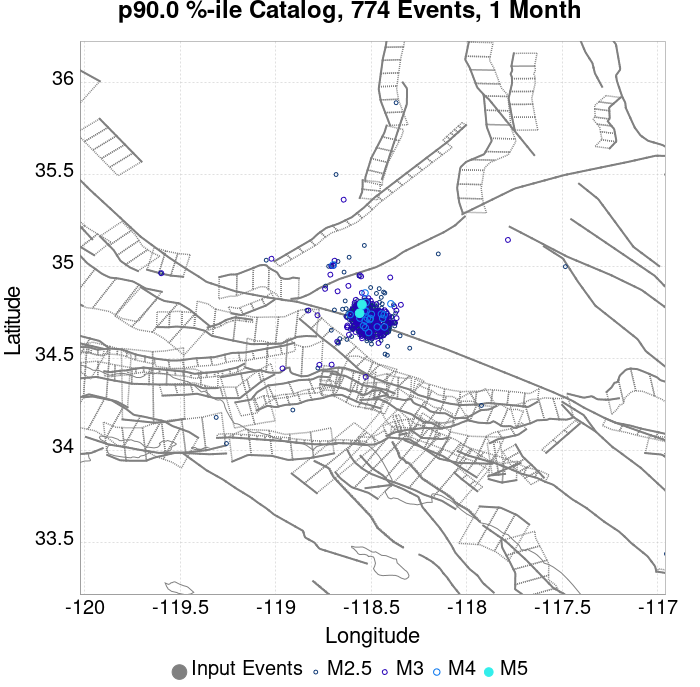 p90.0 %-ile Catalog, 774 Events, 1 Month
36
35.5
35
34.5
34
33.5
Latitude
-120 -119.5 -119 -118.5 -118 -117.5 -117
Longitude
Input Events M2.5 M3 M4 M5